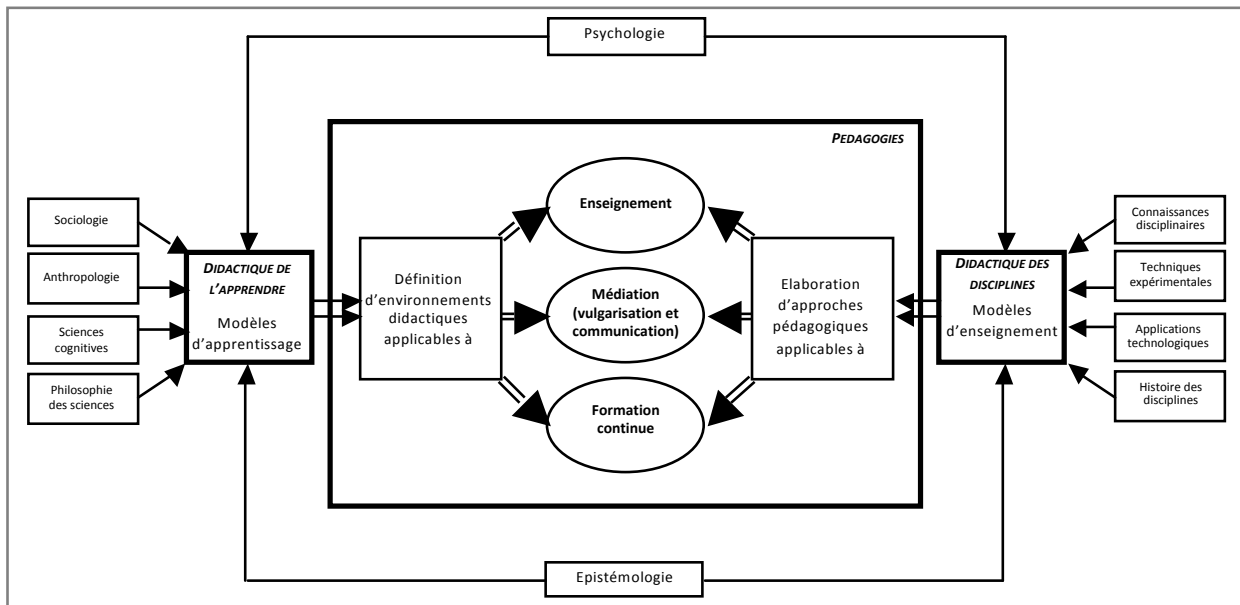 Psychologie
PEDAGOGIES
Enseignement
Sociologie
Anthropologie
Sciences
cognitives
Philosophie
des sciences
DIDACTIQUE DE
L'APPRENDRE
Modèles
d'apprentissage
Définition
d'environnements
didactiques
applicables à
Médiation
(vulgarisation et
communication)
Formation
continue
Elaboration
d'approches
pédagogiques
applicables à
DIDACTIQUE DES
DISCIPLINES
Modèles
d'enseignement
Connaissances
disciplinaires
Techniques
expérimentales
Applications
technologiques
Histoire des
disciplines
Epistémologie